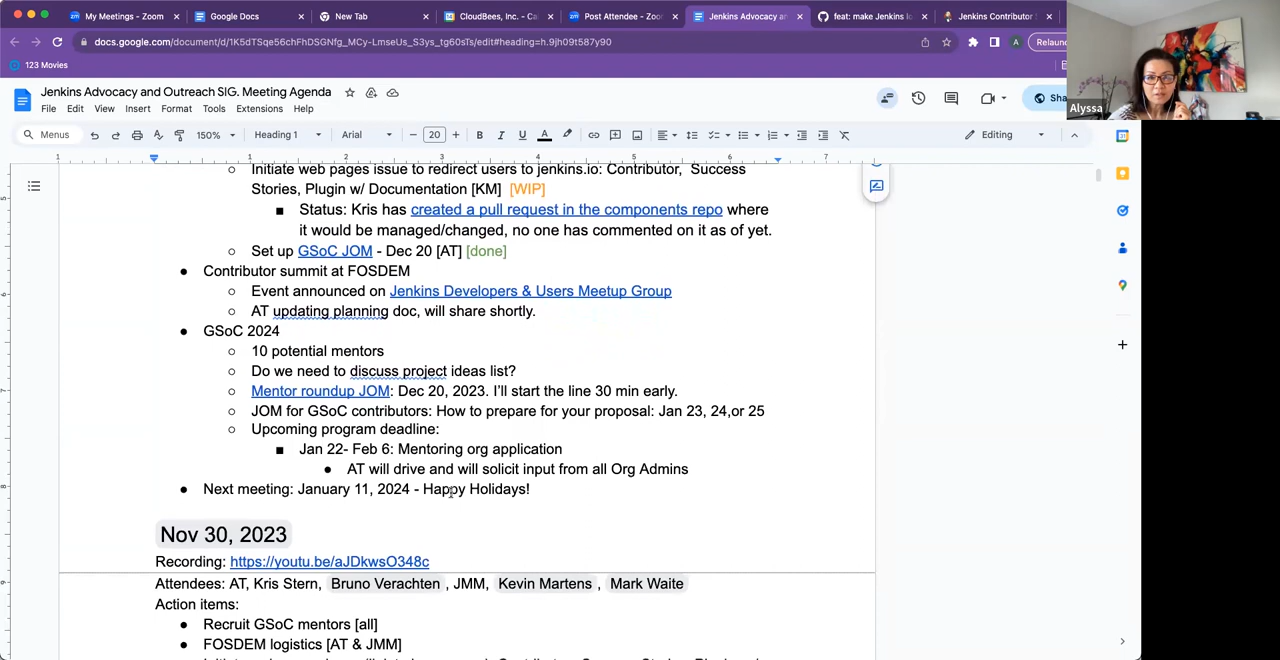 My Meetings - Zoom
Google Docs
New Tab
CloudBees, Inc. - Ca
Post Attendee - Zoo
Jenkins Advocacy an
feat: make Jenkins lo
Jenkins Contributor
docs.google.com/document/d/1K5dTSqe56chFhDSGNfg_MCy-LmseUs_S3ys_tg60sTs/edit#heading=h.9jh09t587y90
A
Relaun
123 Movies
Jenkins Advocacy and Outreach SIG. Meeting Agenda
File Edit View Insert Format Tools Extensions Help
Sha
Alyssa
Menus 150% Heading 1 Arial 20 B I U A Editing
1 1 2 3 4 5 6 7
Initiate web pages issue to redirect users to jenkins.io: Contributor, Success
Stories, Plugin w/ Documentation [KM] [WIP]
Status: Kris has created a pull request in the components repo where
it would be managed/changed, no one has commented on it as of yet.
Set up GSoC JOM - Dec 20 [AT] [done]
Contributor summit at FOSDEM
Event announced on Jenkins Developers & Users Meetup Group
AT updating planning doc, will share shortly.
GSoC 2024
10 potential mentors
Do we need to discuss project ideas list?
Mentor roundup JOM: Dec 20, 2023. I'll start the line 30 min early.
JOM for GSoC contributors: How to prepare for your proposal: Jan 23, 24,or 25
Upcoming program deadline:
Jan 22- Feb 6: Mentoring org application
AT will drive and will solicit input from all Org Admins
Next meeting: January 11, 2024 - Happy Holidays!
Nov 30, 2023
Recording: https://youtu.be/aJDkwsO348c
Attendees: AT, Kris Stern, Bruno Verachten , JMM, Kevin Martens , Mark Waite
Action items:
Recruit GSoC mentors [all]
FOSDEM logistics [AT & JMM]